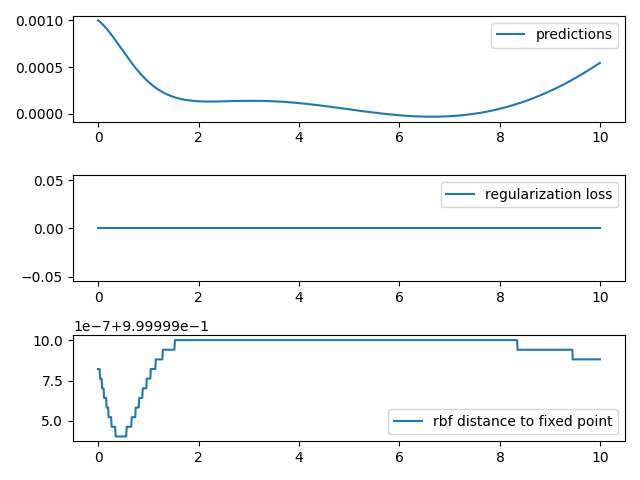 0.0010
0.0005
0.0000
predictions
0 2 4 6 8 10
0.05
0.00
−0.05
regularization loss
0 2 4 6 8 10
1e-7+9.99999e-1
10.0
7.5
5.0
rbf distance to fixed point
0 2 4 6 8 10